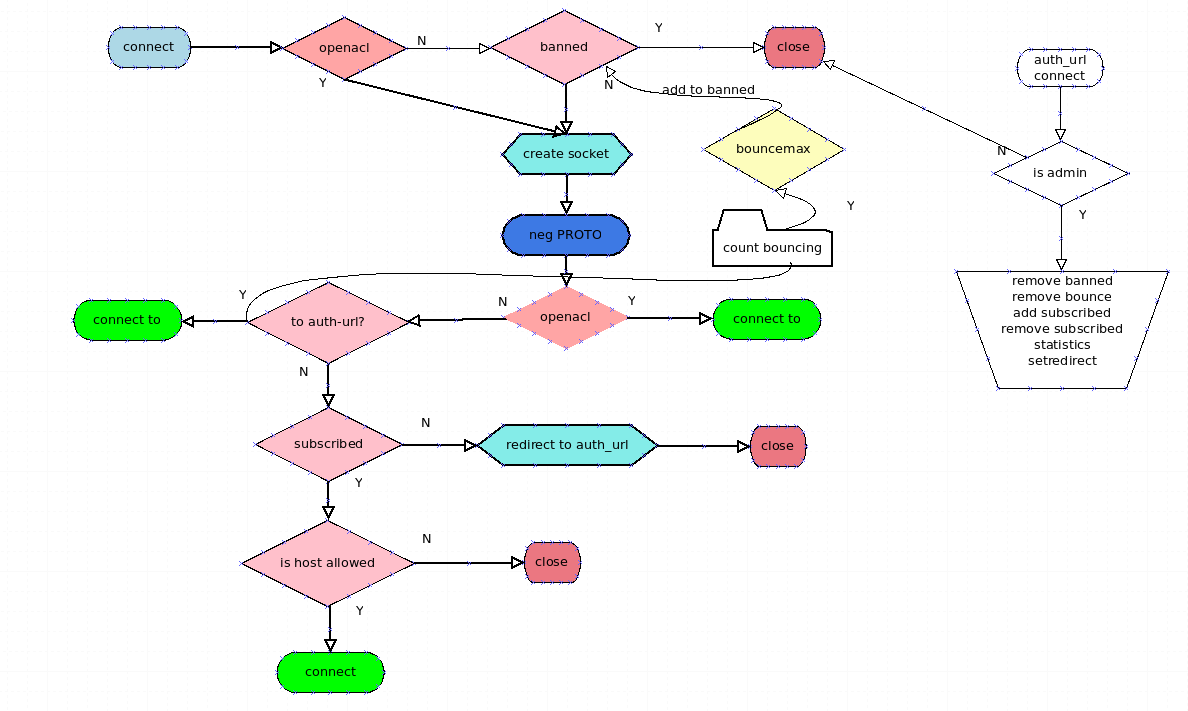 connect
openacl
N
Y
banned
Y
N
close
add to banned
auth_url
connect
create socket
bouncemax
N
is admin
Y
Y
neg PROTO
count bouncing
remove banned
remove bounce
add subscribed
remove subscribed
statistics
setredirect
Y
connect to
to auth-url?
N
openacl
Y
connect to
N
subscribed
N
redirect to auth_url
close
Y
is host allowed
N
close
Y
connect